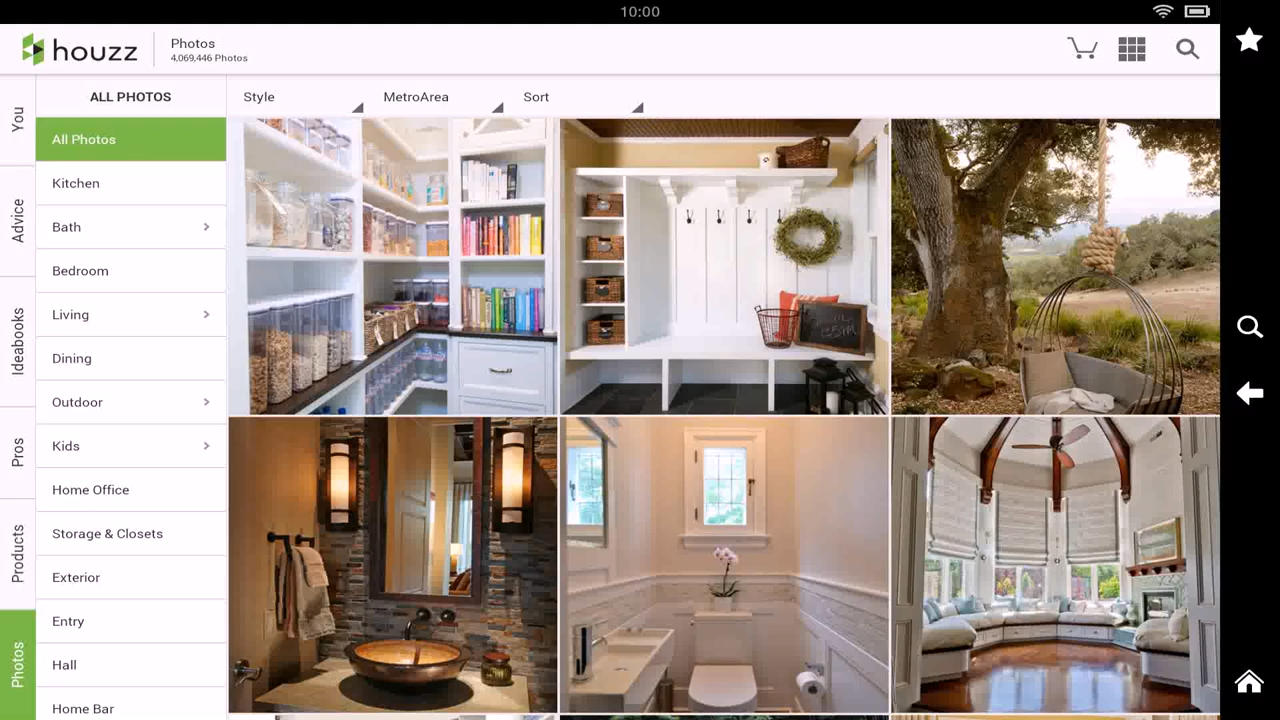 10:00
houzz
Photos
4,069,446 Photos
ALL PHOTOS
Style
MetroArea
Sort
You
Advice
Ideabooks
Pros
Products
Photos
All Photos
Kitchen
Bath
Bedroom
Living
Dining
Outdoor
Kids
Home Office
Storage & Closets
Exterior
Entry
Hall
Home Bar